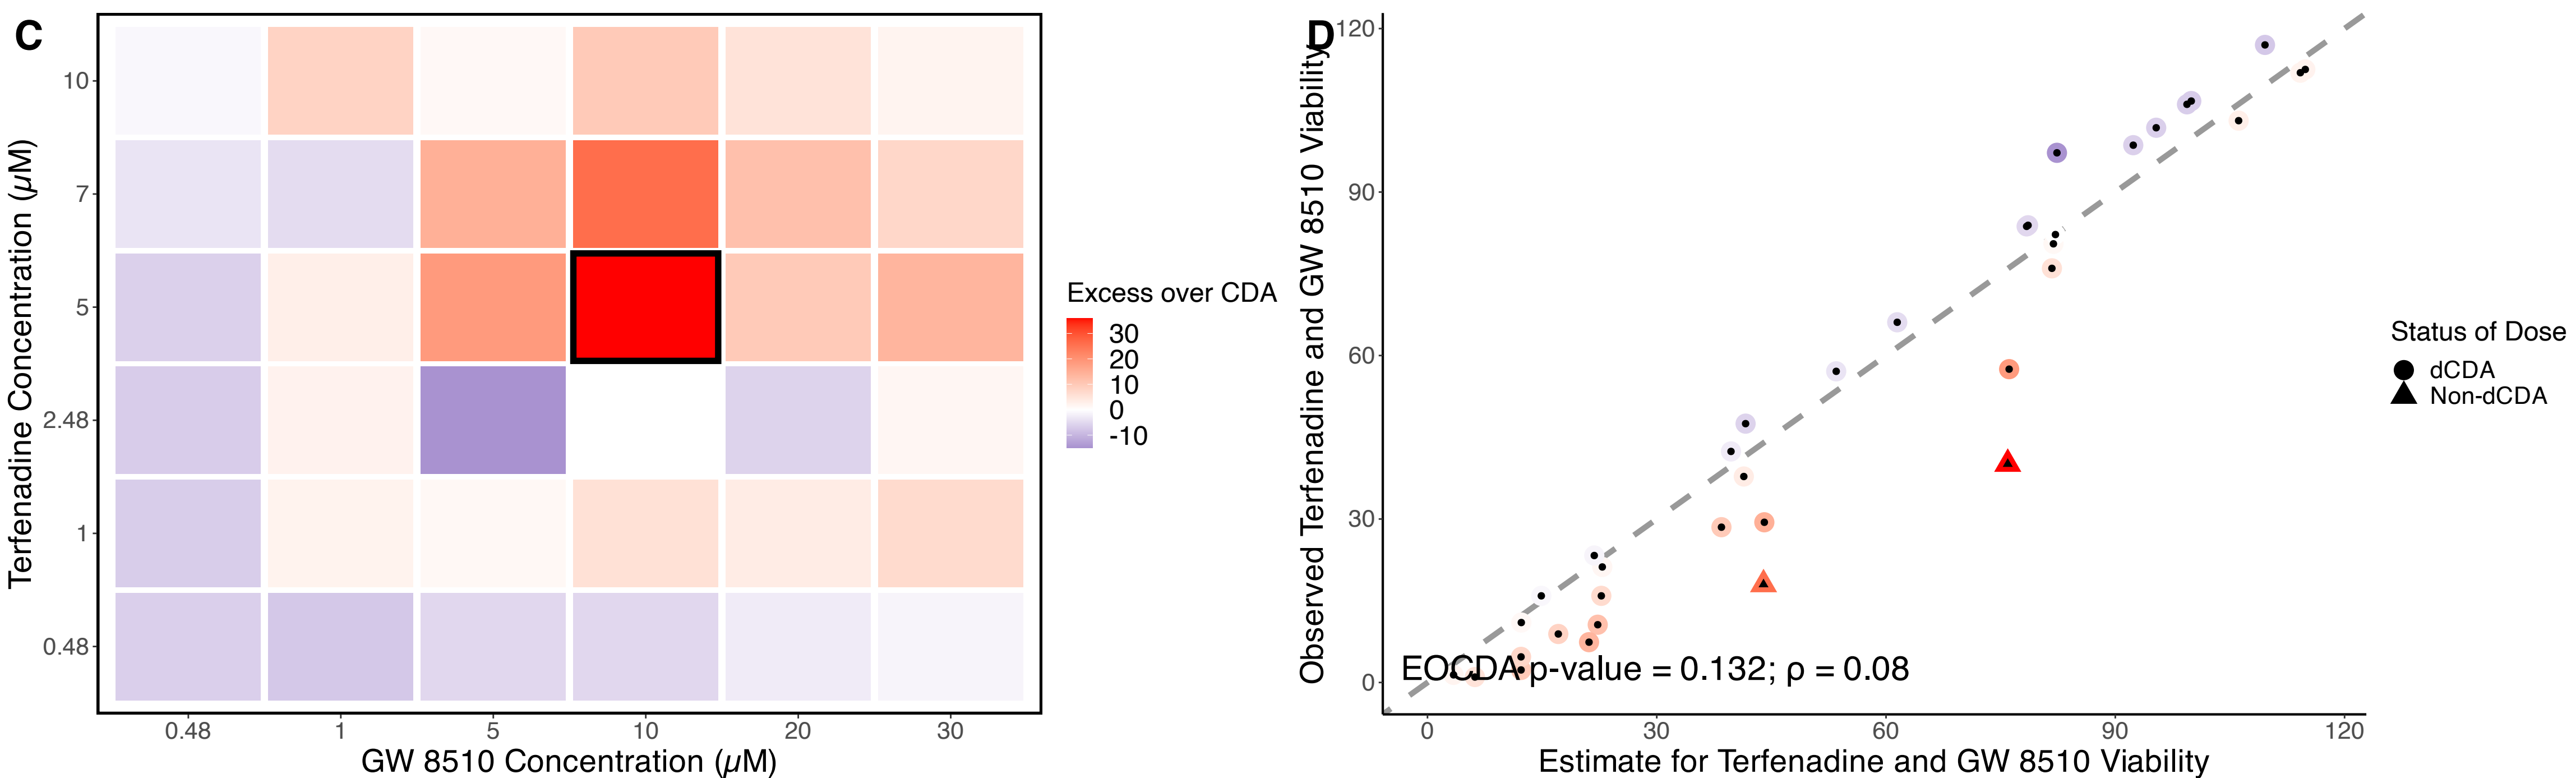 C
Terfenadine Concentration (μM)
10
7
5
2.48
1
0.48
0.48 1 5 10 20 30
GW 8510 Concentration (μM)
Excess over CDA
30
20
10
0
-10
D
Observed Terfenadine and GW 8510 Viability
120
90
60
30
0
EOCDA p-value = 0.132; ρ = 0.08
0 30 60 90 120
Estimate for Terfenadine and GW 8510 Viability
Status of Dose
dCDA
Non-dCDA